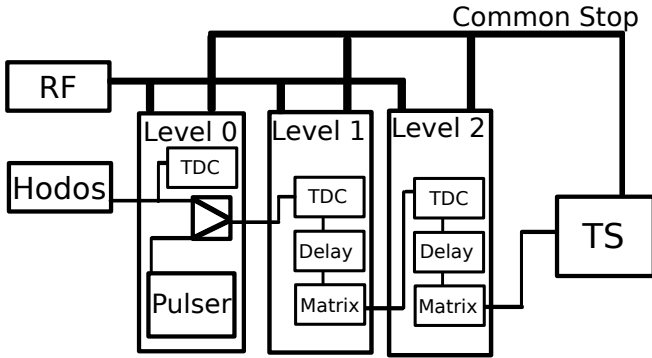 Common Stop
RF
Level 0
Level 1
Level 2
TDC
Hodos
TDC
TDC
TS
Delay
Delay
Pulser
Matrix
Matrix